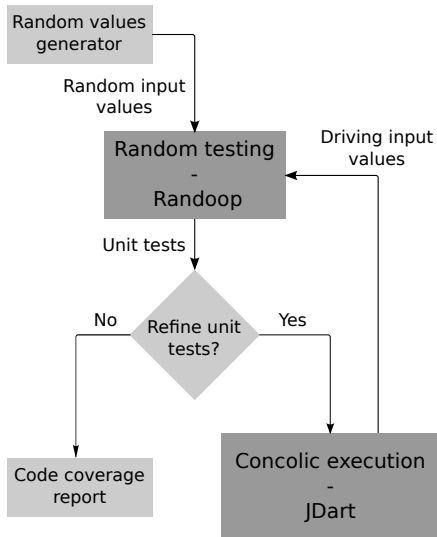 Random values
generator
Random input
values
Driving input
values
Random testing
-
Randoop
Unit tests
No
Refine unit
tests?
Yes
Code coverage
report
Concolic execution
-
JDart